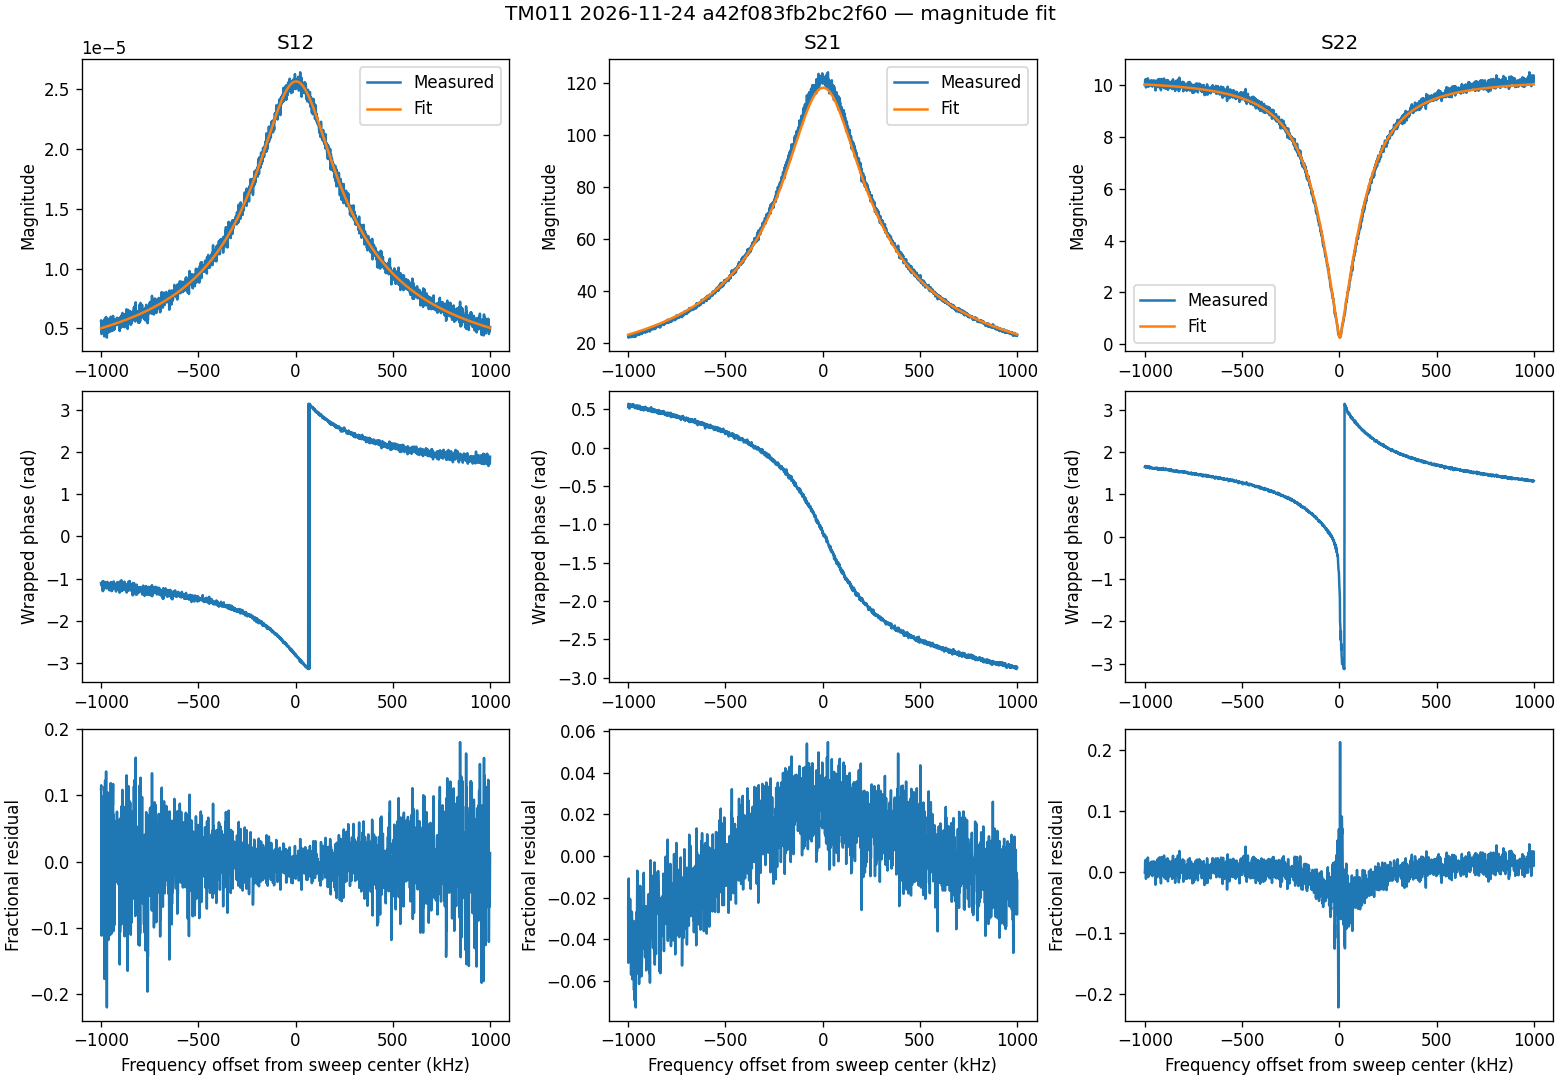 TM011 2026-11-24 a42f083fb2bc2f60 — magnitude fit
S12
1e−5
Magnitude
2.5
2.0
1.5
1.0
0.5
−1000 −500 0 500 1000
Measured
Fit
S21
Magnitude
120
100
80
60
40
20
−1000 −500 0 500 1000
Measured
Fit
S22
Magnitude
10
8
6
4
2
0
−1000 −500 0 500 1000
Measured
Fit
Wrapped phase (rad)
3
2
1
0
−1
−2
−3
−1000 −500 0 500 1000
Wrapped phase (rad)
0.5
0.0
−0.5
−1.0
−1.5
−2.0
−2.5
−3.0
−1000 −500 0 500 1000
Wrapped phase (rad)
3
2
1
0
−1
−2
−3
−1000 −500 0 500 1000
Fractional residual
0.2
0.1
0.0
−0.1
−0.2
−1000 −500 0 500 1000
Frequency offset from sweep center (kHz)
Fractional residual
0.06
0.04
0.02
0.00
−0.02
−0.04
−0.06
−1000 −500 0 500 1000
Frequency offset from sweep center (kHz)
Fractional residual
0.2
0.1
0.0
−0.1
−0.2
−1000 −500 0 500 1000
Frequency offset from sweep center (kHz)